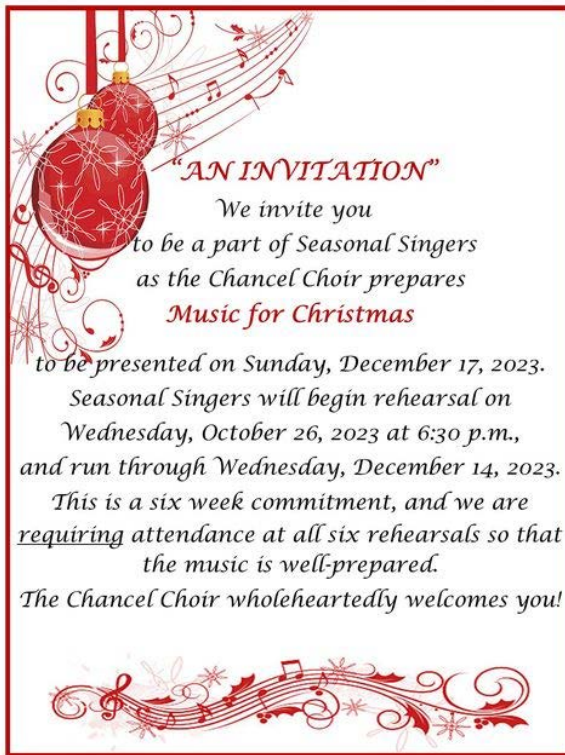 “AN INVITATION”
We invite you
to be a part of Seasonal Singers
as the Chancel Choir prepares
Music for Christmas
to be presented on Sunday, December 17, 2023.
Seasonal Singers will begin rehearsal on
Wednesday, October 26, 2023 at 6:30 p.m.,
and run through Wednesday, December 14, 2023.
This is a six week commitment, and we are
requiring attendance at all six rehearsals so that
the music is well-prepared.
The Chancel Choir wholeheartedly welcomes you!